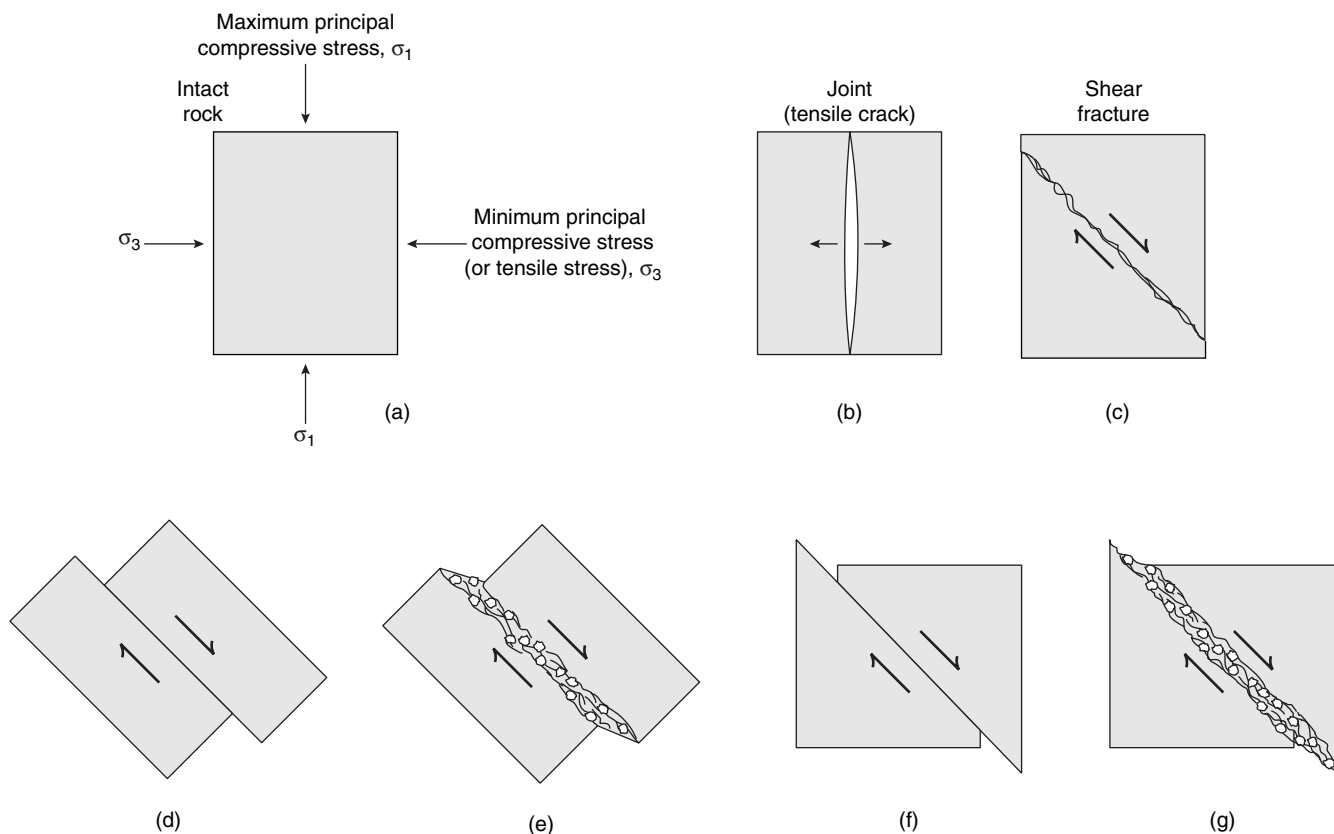 Maximum principal
compressive stress, σ1
Intact
rock
σ3
Minimum principal
compressive stress
(or tensile stress), σ3
σ1
(a)
Joint
(tensile crack)
(b)
Shear
fracture
(c)
(d)
(e)
(f)
(g)